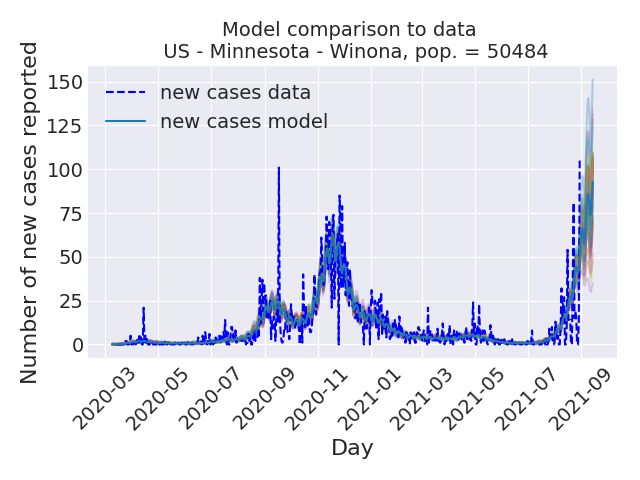 Model comparison to data
US - Minnesota - Winona, pop. = 50484
Number of new cases reported
150
125
100
75
50
25
0
new cases data
new cases model
2020-03
2020-05
2020-07
2020-09
2020-11
2021-01
2021-03
2021-05
2021-07
2021-09
Day